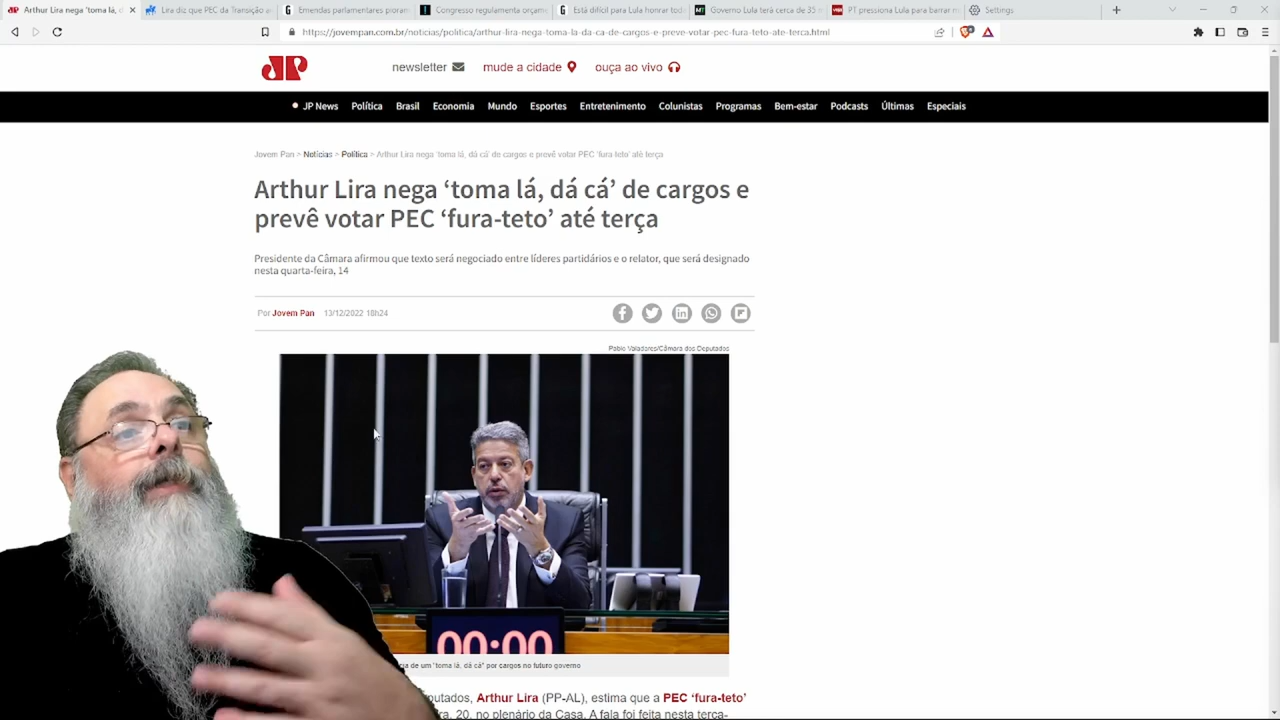 Arthur Lira nega 'toma lá, d
Lira diz que PEC da Transição a
Emendas parlamentares pioram
Congresso regulamenta orçame
Está difícil para Lula honrar tod
Governo Lula terá cerca de 35 m
PT pressiona Lula para barrar m
Settings
https://jovempan.com.br/noticias/politica/arthur-lira-nega-toma-la-da-ca-de-cargos-e-preve-votar-pec-fura-teto-ate-terca.html
JP newsletter mude a cidade ouça ao vivo
JP News Política Brasil Economia Mundo Esportes Entretenimento Colunistas Programas Bem-estar Podcasts Últimas Especiais
Jovem Pan > Notícias > Política > Arthur Lira nega 'toma lá, dá cá' de cargos e prevê votar PEC 'fura-teto' até terça
Arthur Lira nega ‘toma lá, dá cá’ de cargos e
prevê votar PEC ‘fura-teto’ até terça
Presidente da Câmara afirmou que texto será negociado entre líderes partidários e o relator, que será designado
nesta quarta-feira, 14
Por Jovem Pan 13/12/2022 18h24
Pablo Valadares/Câmara dos Deputados
00:00
de um "toma lá, dá cá" por cargos no futuro governo
putados, Arthur Lira (PP-AL), estima que a PEC ‘fura-teto’
ra, 20, no plenário da Casa. A fala foi feita nesta terça-